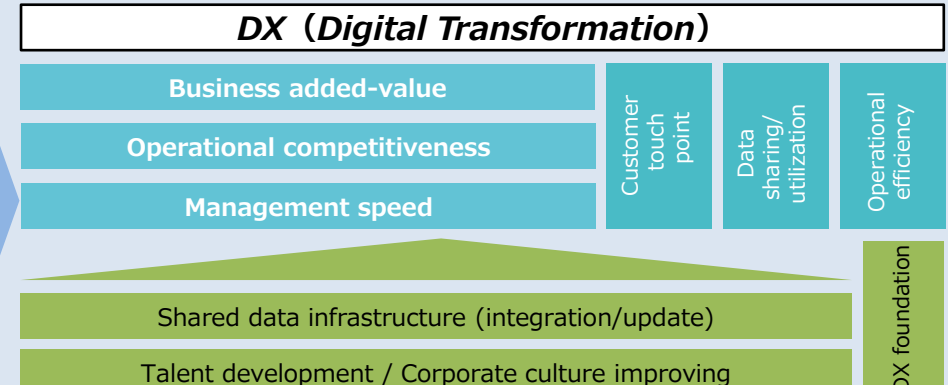 DX（Digital Transformation）
Business added-value
Operational competitiveness
Management speed
Customer
touch
point
Data
sharing/
utilization
Operational
efficiency
Shared data infrastructure (integration/update)
Talent development / Corporate culture improving
DX foundation